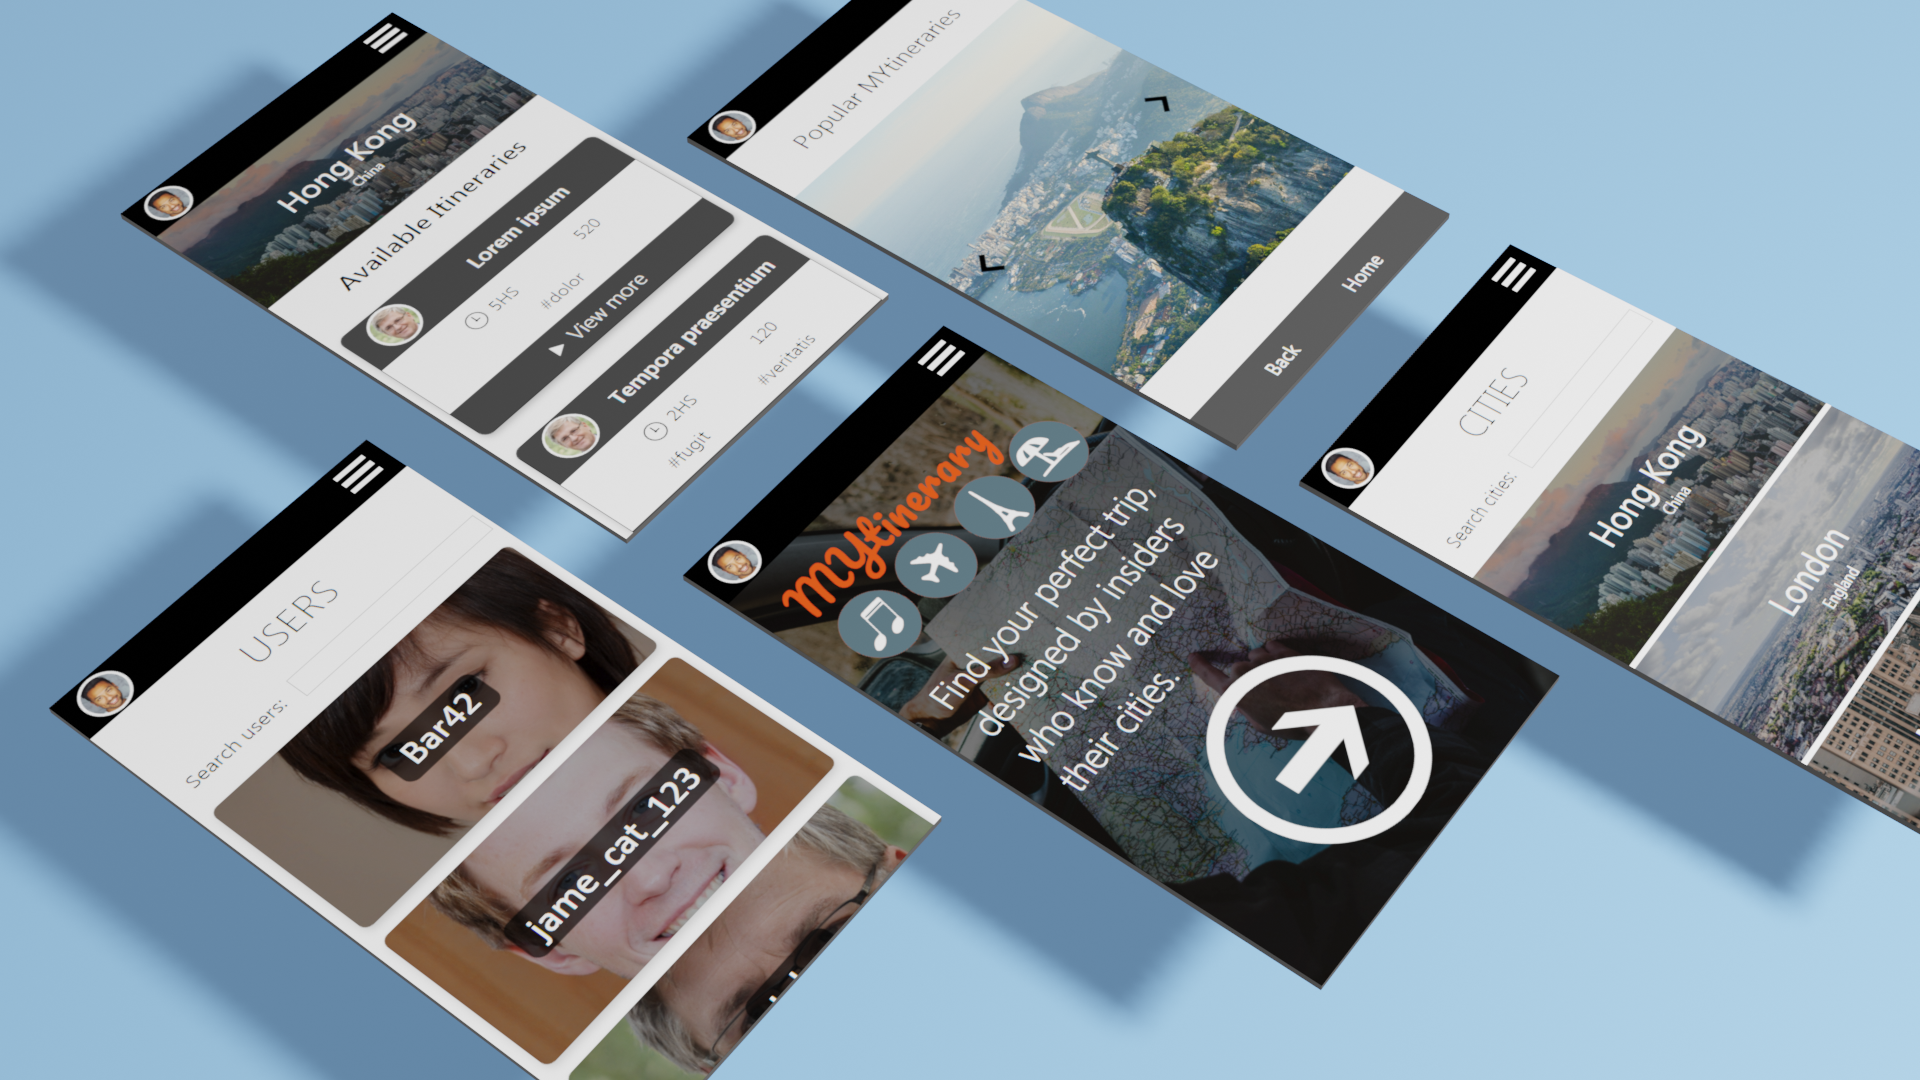 Hong Kong
China
Available Itineraries
Lorem ipsum
5HS
520
#dolor
View more
Tempora praesentium
2HS
120
#fugit
#veritatis
Popular MYtineraries
Back
Home
CITIES
Search cities:
Hong Kong
China
London
England
MYtinerary
Find your perfect trip,
designed by insiders
who know and love
their cities.
USERS
Search users:
Bar42
jame_cat_123